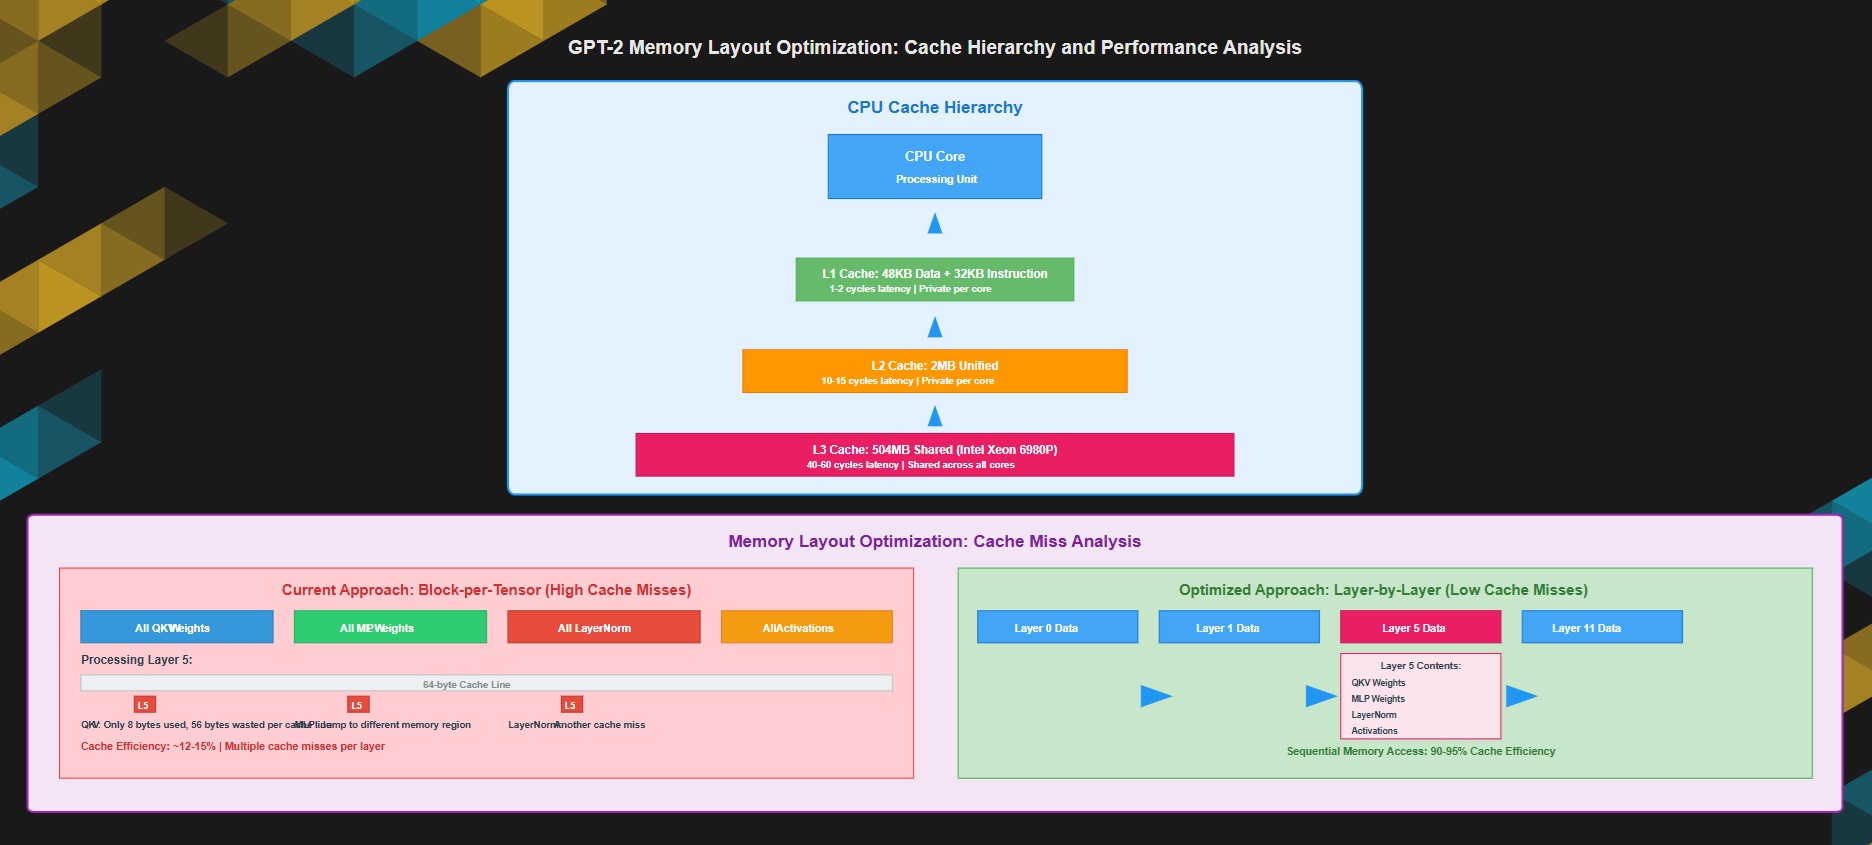 GPT-2 Memory Layout Optimization: Cache Hierarchy and Performance Analysis
CPU Cache Hierarchy
CPU Core
Processing Unit
L1 Cache: 48KB Data + 32KB Instruction
1-2 cycles latency | Private per core
L2 Cache: 2MB Unified
10-15 cycles latency | Private per core
L3 Cache: 504MB Shared (Intel Xeon 6980P)
40-60 cycles latency | Shared across all cores
Memory Layout Optimization: Cache Miss Analysis
Current Approach: Block-per-Tensor (High Cache Misses)
All QKV Weights
All MLP Weights
All LayerNorm
All Activations
Processing Layer 5:
64-byte Cache Line
L5
L5
L5
QKV: Only 8 bytes used, 56 bytes wasted per cache line
MLP: Jump to different memory region
LayerNorm: Another cache miss
Cache Efficiency: ~12-15% | Multiple cache misses per layer
Optimized Approach: Layer-by-Layer (Low Cache Misses)
Layer 0 Data
Layer 1 Data
Layer 5 Data
Layer 11 Data
Layer 5 Contents:
QKV Weights
MLP Weights
LayerNorm
Activations
Sequential Memory Access: 90-95% Cache Efficiency